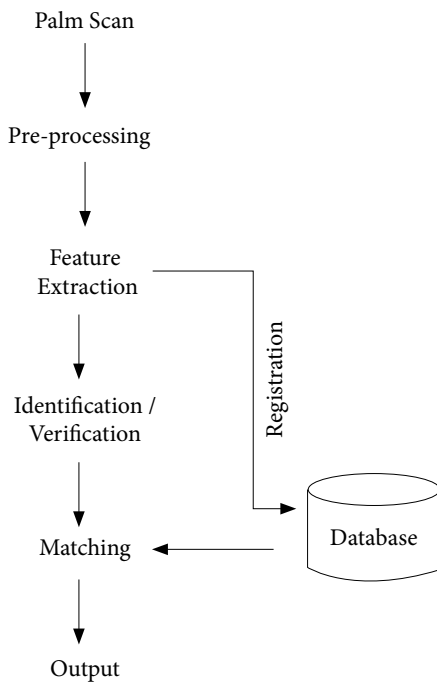 Palm Scan
Pre-processing
Feature
Extraction
Registration
Identification /
Verification
Database
Matching
Output